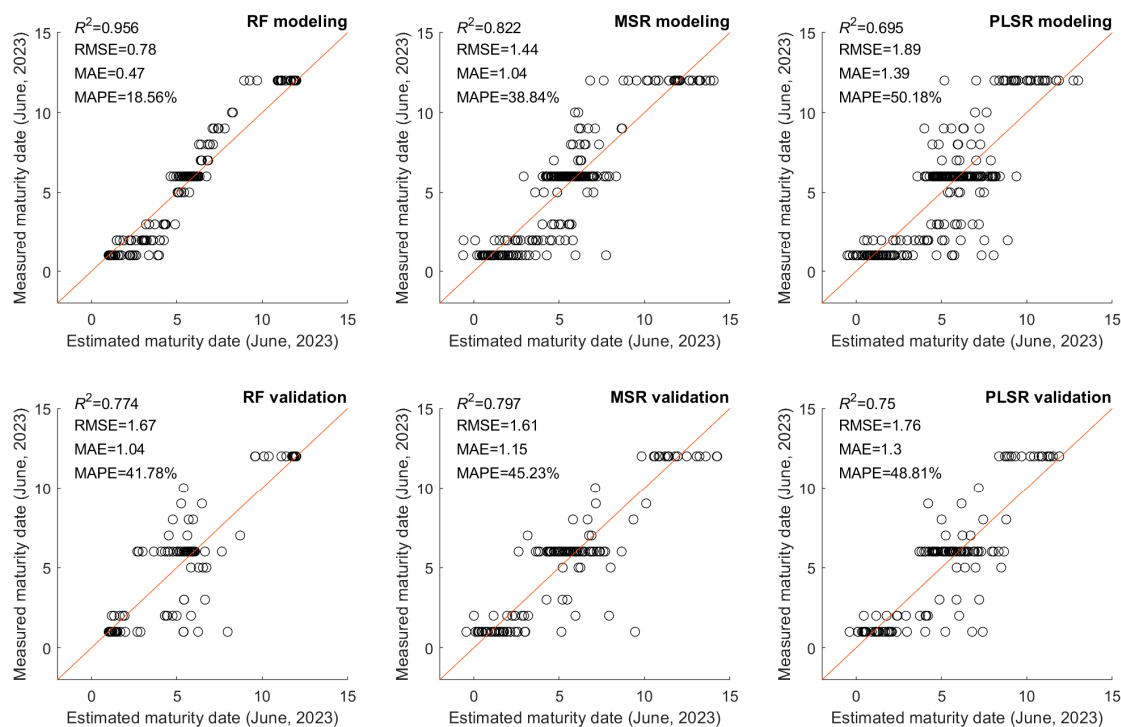 RF modeling
R²=0.956
RMSE=0.78
MAE=0.47
MAPE=18.56%
15
10
5
0
Measured maturity date (June, 2023)
0 5 10 15
Estimated maturity date (June, 2023)
MSR modeling
R²=0.822
RMSE=1.44
MAE=1.04
MAPE=38.84%
15
10
5
0
Measured maturity date (June, 2023)
0 5 10 15
Estimated maturity date (June, 2023)
PLSR modeling
R²=0.695
RMSE=1.89
MAE=1.39
MAPE=50.18%
15
10
5
0
Measured maturity date (June, 2023)
0 5 10 15
Estimated maturity date (June, 2023)
RF validation
R²=0.774
RMSE=1.67
MAE=1.04
MAPE=41.78%
15
10
5
0
Measured maturity date (June, 2023)
0 5 10 15
Estimated maturity date (June, 2023)
MSR validation
R²=0.797
RMSE=1.61
MAE=1.15
MAPE=45.23%
15
10
5
0
Measured maturity date (June, 2023)
0 5 10 15
Estimated maturity date (June, 2023)
PLSR validation
R²=0.75
RMSE=1.76
MAE=1.3
MAPE=48.81%
15
10
5
0
Measured maturity date (June, 2023)
0 5 10 15
Estimated maturity date (June, 2023)